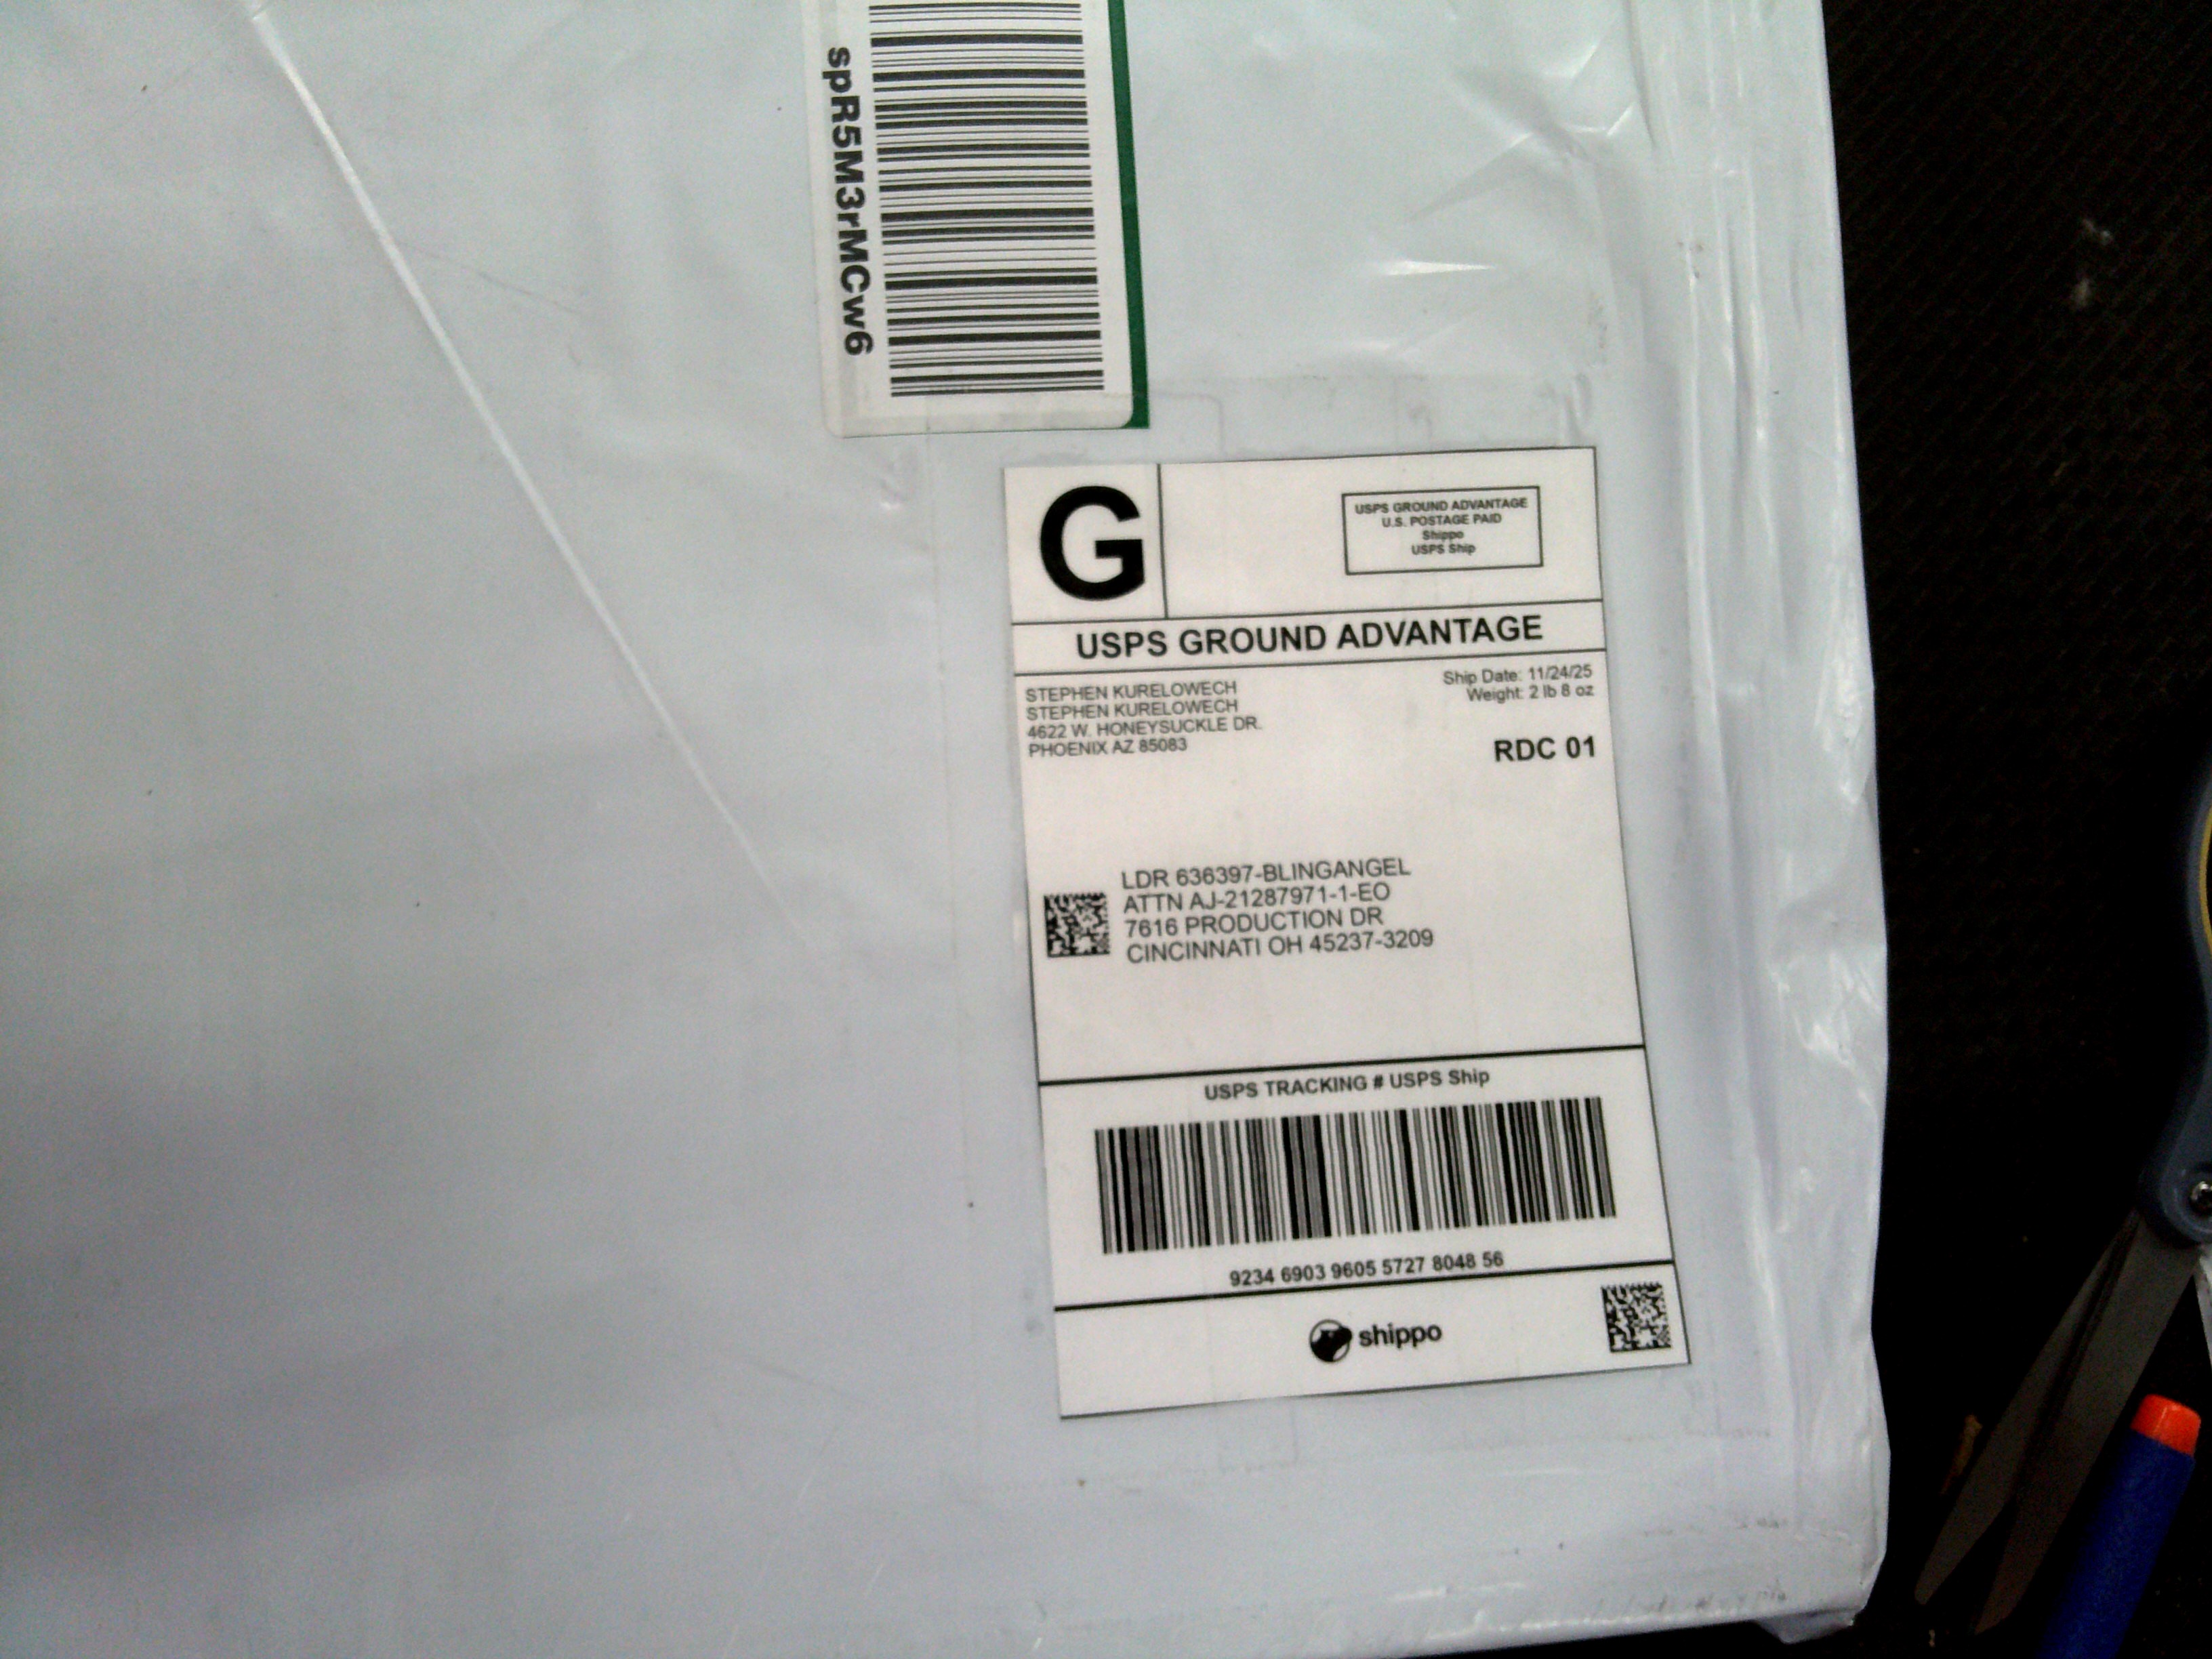 spR5M3rMCw6
G
USPS GROUND ADVANTAGE
U.S. POSTAGE PAID
Shippo
USPS Ship
USPS GROUND ADVANTAGE
STEPHEN KURELOWECH
STEPHEN KURELOWECH
4622 W. HONEYSUCKLE DR.
PHOENIX AZ 85083
Ship Date: 11/24/25
Weight: 2 lb 8 oz
RDC 01
LDR 636397-BLINGANGEL
ATTN AJ-21287971-1-EO
7616 PRODUCTION DR
CINCINNATI OH 45237-3209
USPS TRACKING # USPS Ship
9234 6903 9605 5727 8048 56
shippo